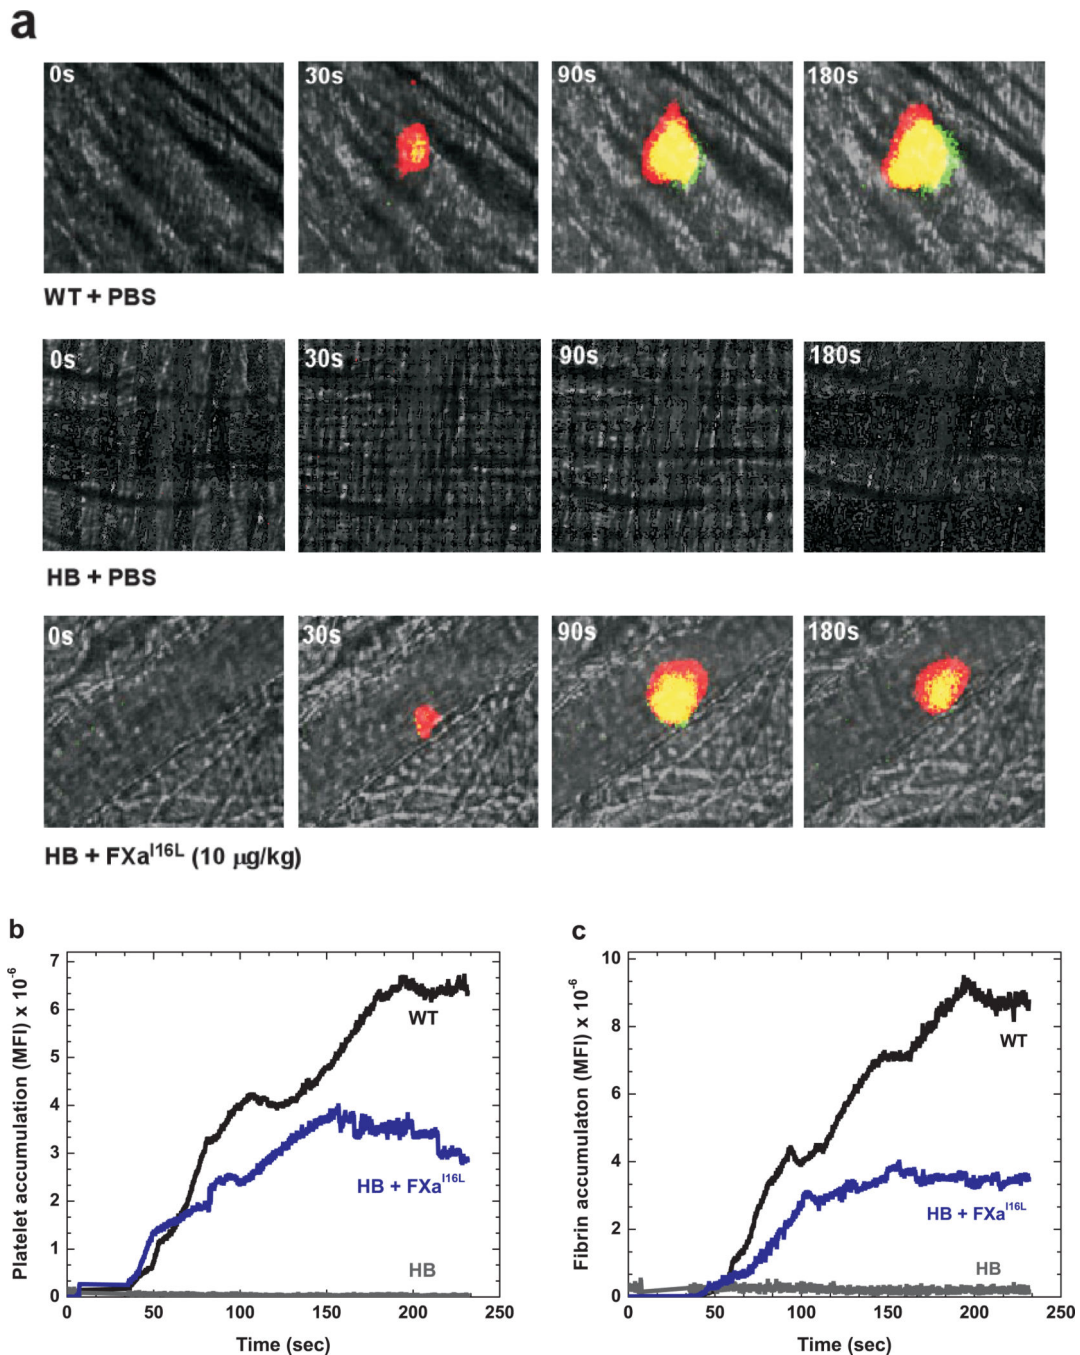 a
0s 30s 90s 180s
WT + PBS
0s 30s 90s 180s
HB + PBS
0s 30s 90s 180s
HB + FXaᴵ¹⁶ᴸ (10 µg/kg)
b
Platelet accumulation (MFI) x 10⁻⁶
7
6
5
4
3
2
1
0
WT
HB + FXaᴵ¹⁶ᴸ
HB
0 50 100 150 200 250
Time (sec)
c
Fibrin accumulaton (MFI) x 10⁻⁶
10
8
6
4
2
0
WT
HB + FXaᴵ¹⁶ᴸ
HB
0 50 100 150 200 250
Time (sec)